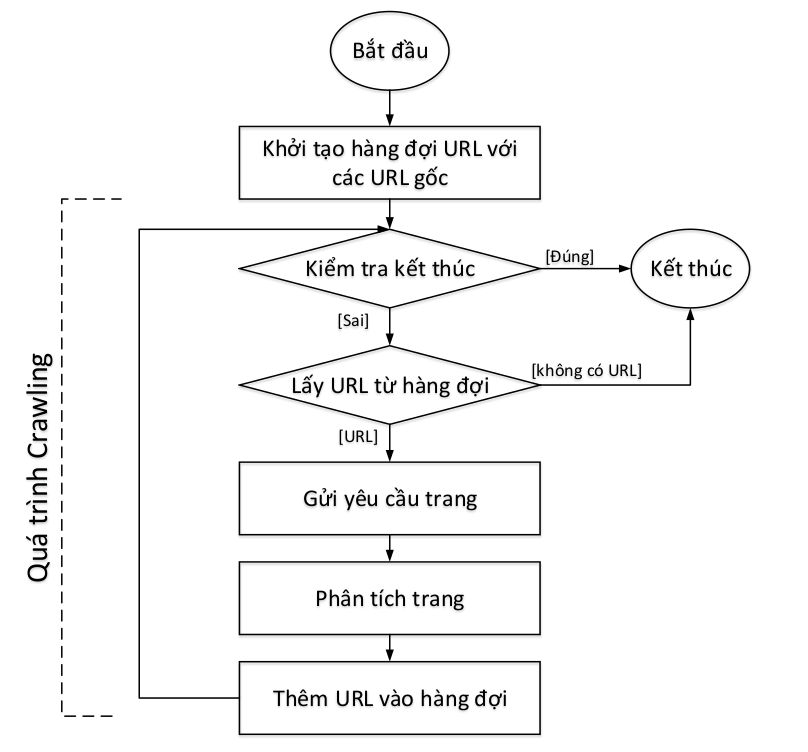 Bắt đầu
Khởi tạo hàng đợi URL với
các URL gốc
Kiểm tra kết thúc
[Đúng]
Kết thúc
[Sai]
Lấy URL từ hàng đợi
[không có URL]
[URL]
Gửi yêu cầu trang
Phân tích trang
Thêm URL vào hàng đợi
Quá trình Crawling